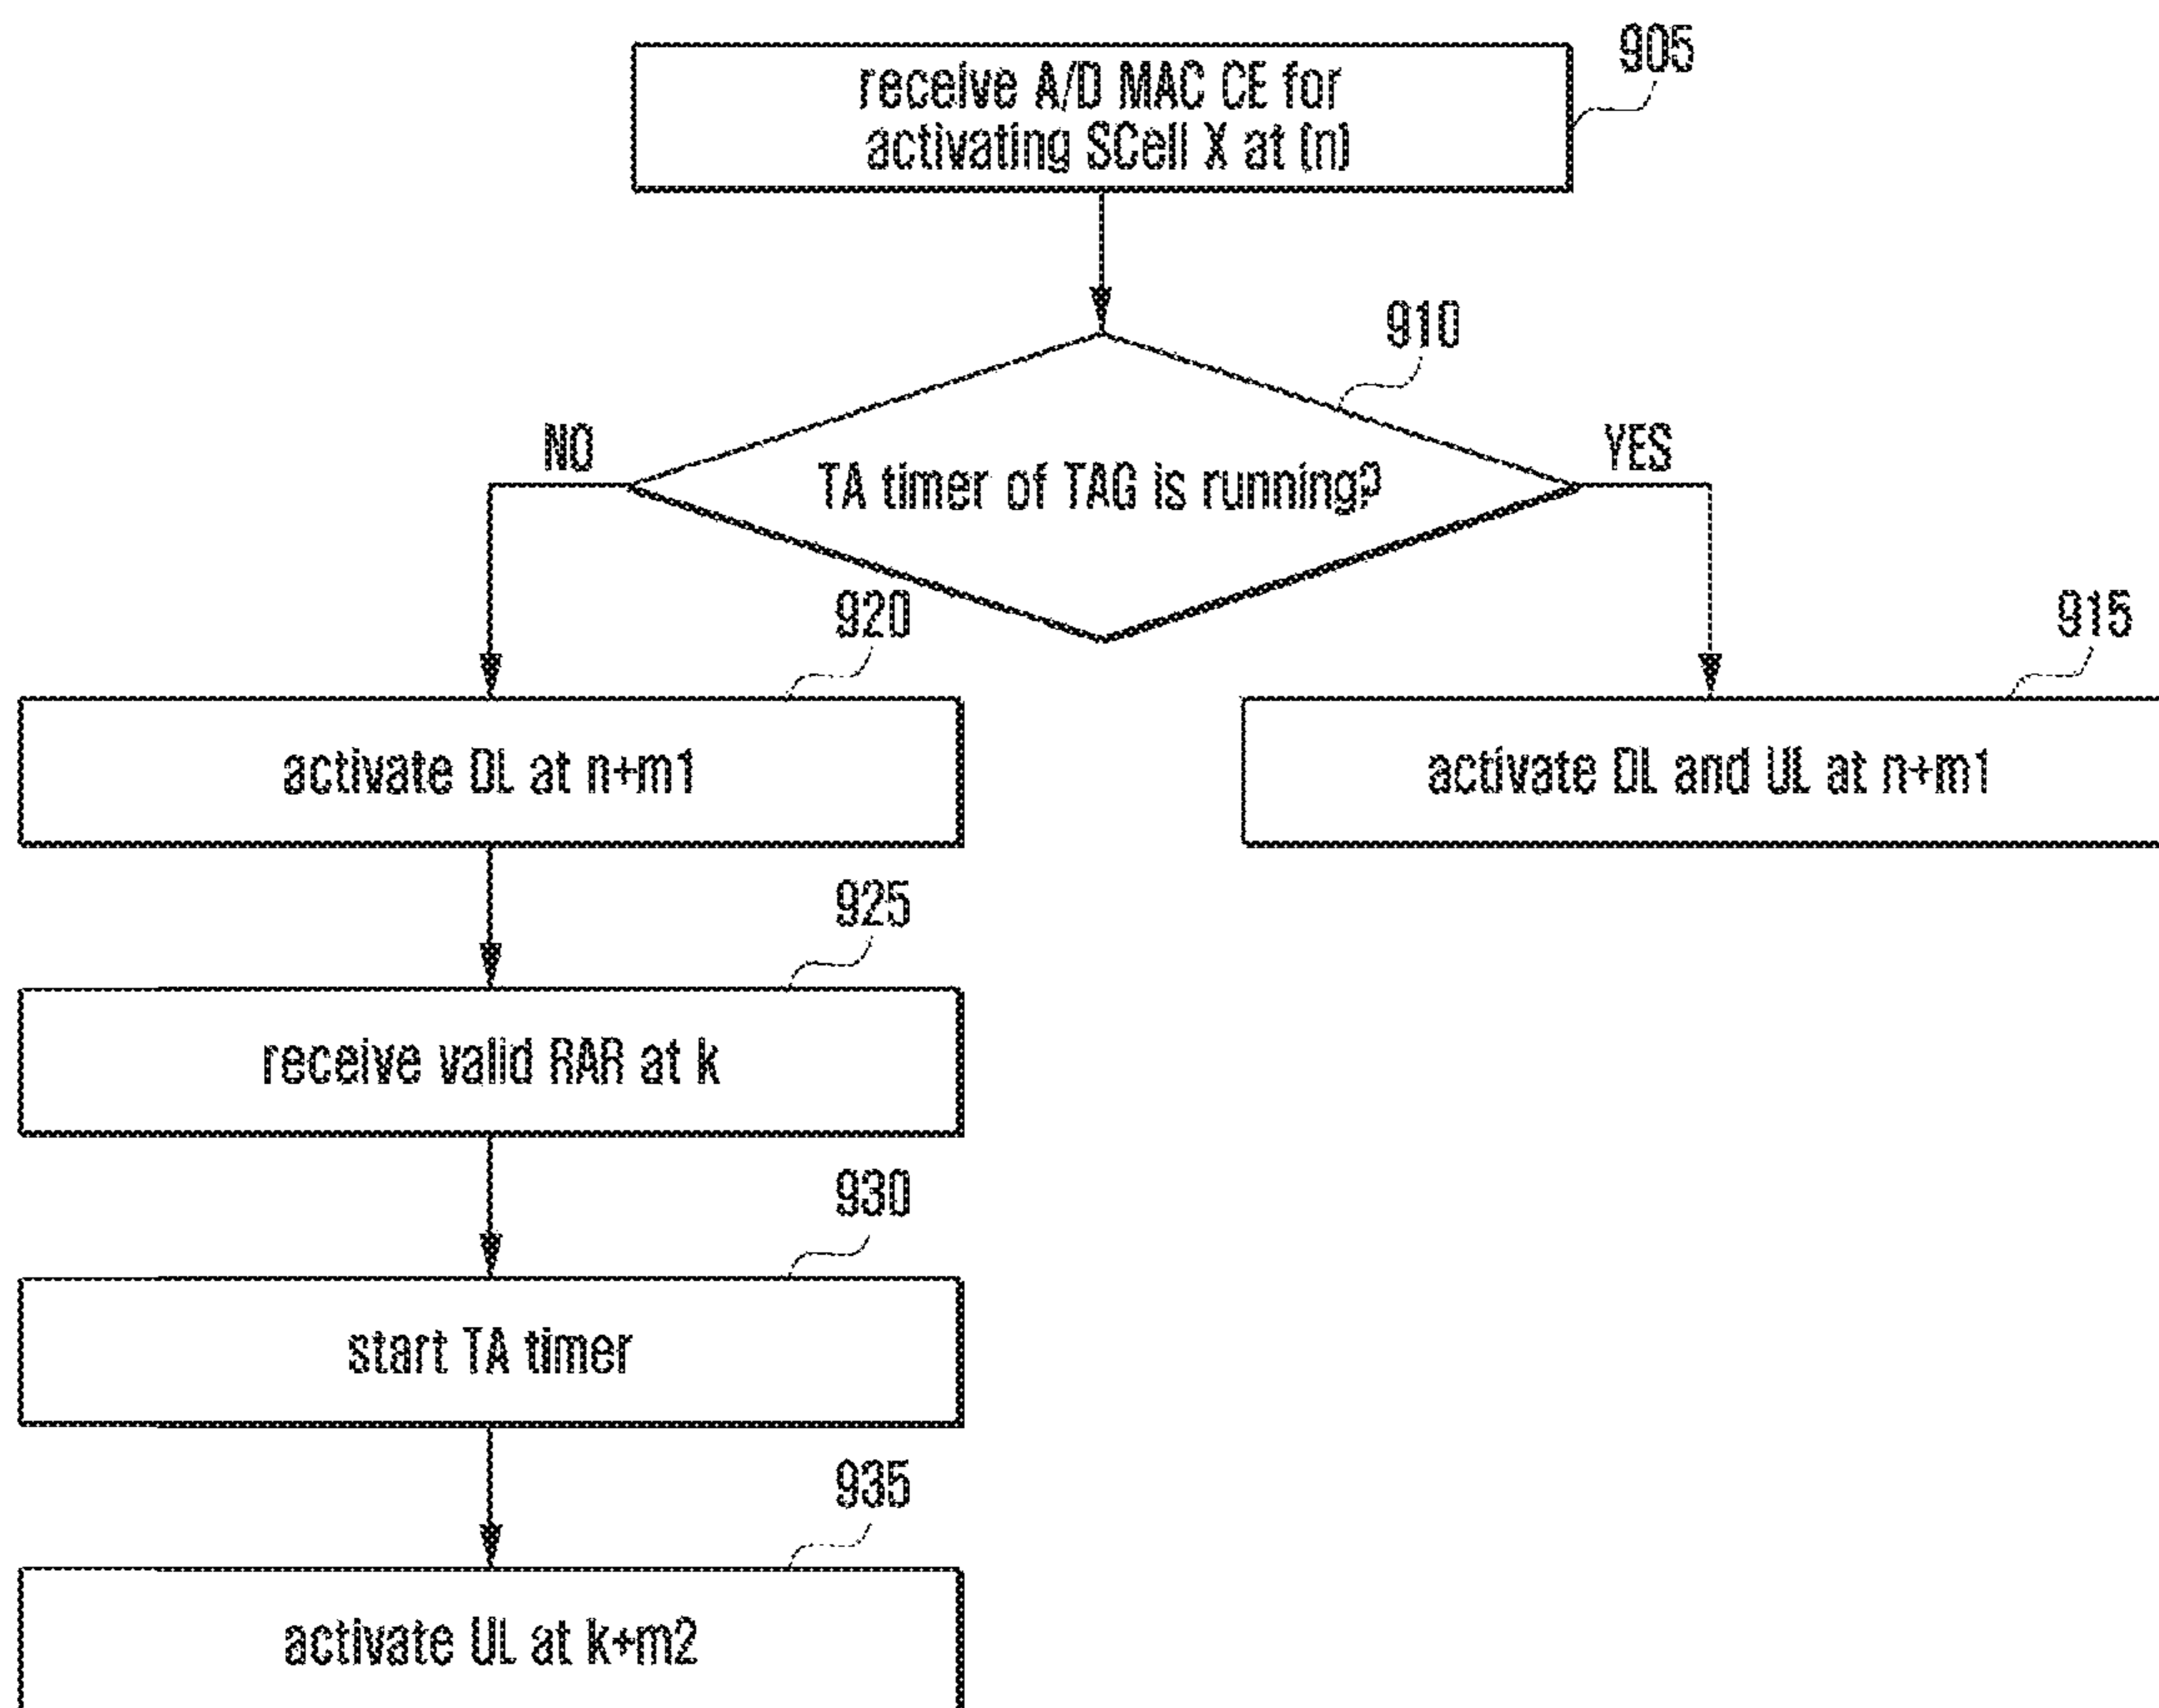 905
receive A/D MAC CE for
activating SCell X at (n)
910
NO
TA timer of TAG is running?
YES
920
915
activate DL at n+m1
activate DL and UL at n+m1
925
receive valid RAR at k
930
start TA timer
935
activate UL at k+m2